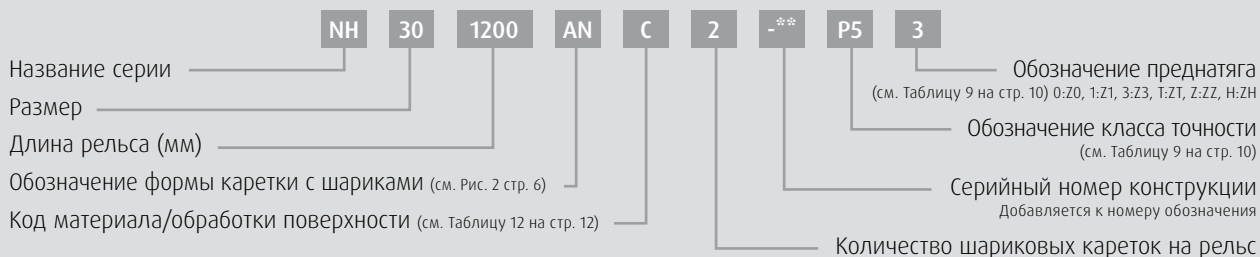 NH 30 1200 AN C 2 -** P5 3
Название серии
Размер
Длина рельса (мм)
Обозначение формы каретки с шариками (см. Рис. 2 стр. 6)
Код материала/обработки поверхности (см. Таблицу 12 на стр. 12)
Обозначение преднатяга
(см. Таблицу 9 на стр. 10) 0:Z0, 1:Z1, 3:Z3, T:ZT, Z:ZZ, H:ZH
Обозначение класса точности
(см. Таблицу 9 на стр. 10)
Серийный номер конструкции
Добавляется к номеру обозначения
Количество шариковых кареток на рельс